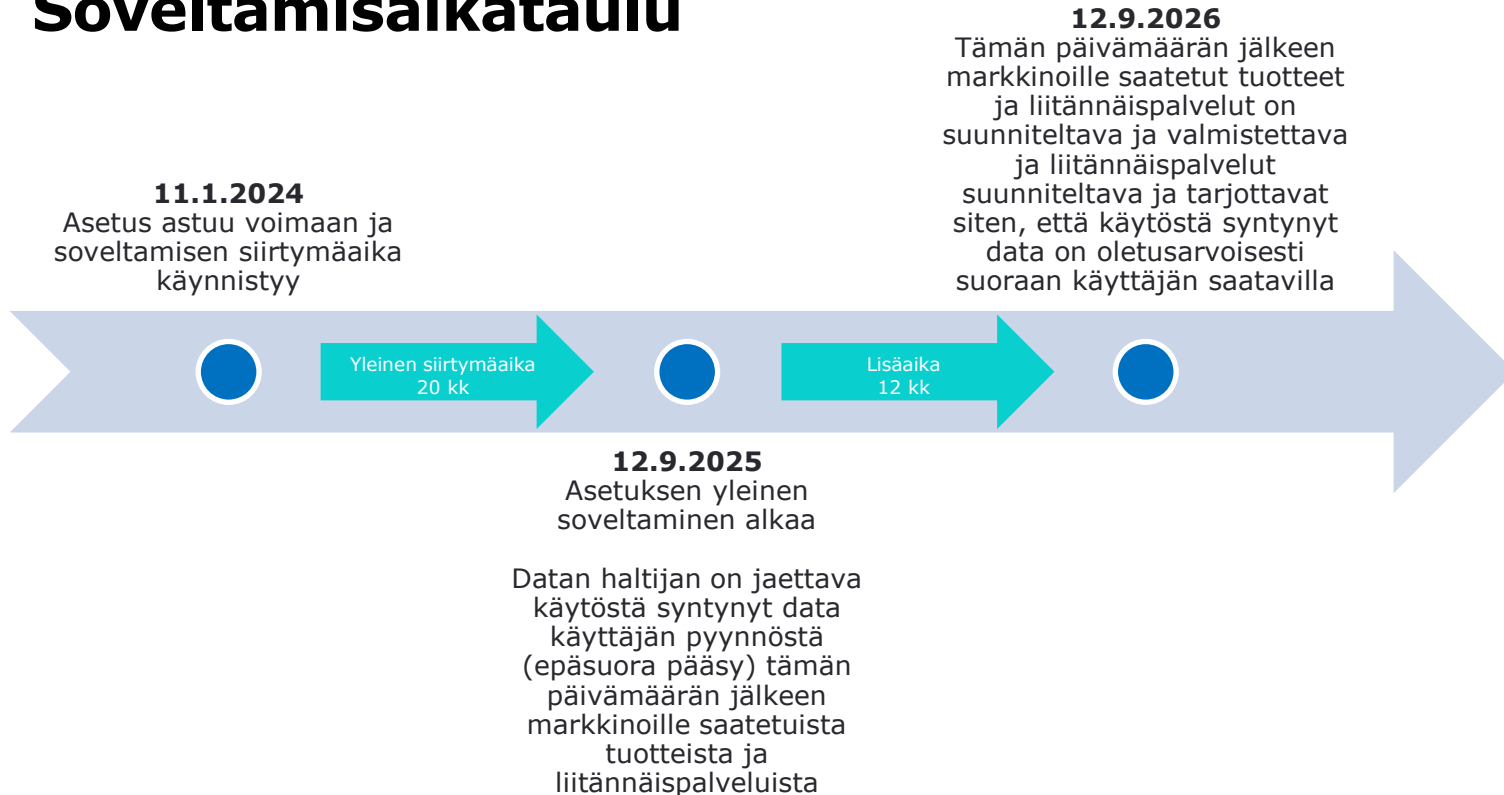 Soveltamisaikataulu
11.1.2024
Asetus astuu voimaan ja
soveltamisen siirtymäaika
käynnistyy
Yleinen siirtymäaika
20 kk
12.9.2025
Asetuksen yleinen
soveltaminen alkaa
Datan haltijan on jaettava
käytöstä syntynyt data
käyttäjän pyynnöstä
(epäsuora pääsy) tämän
päivämäärän jälkeen
markkinoille saatetuista
tuotteista ja
liitännäispalveluista
Lisäaika
12 kk
12.9.2026
Tämän päivämäärän jälkeen
markkinoille saatetut tuotteet
ja liitännäispalvelut on
suunniteltava ja valmistettava
ja liitännäispalvelut
suunniteltava ja tarjottavat
siten, että käytöstä syntynyt
data on oletusarvoisesti
suoraan käyttäjän saatavilla